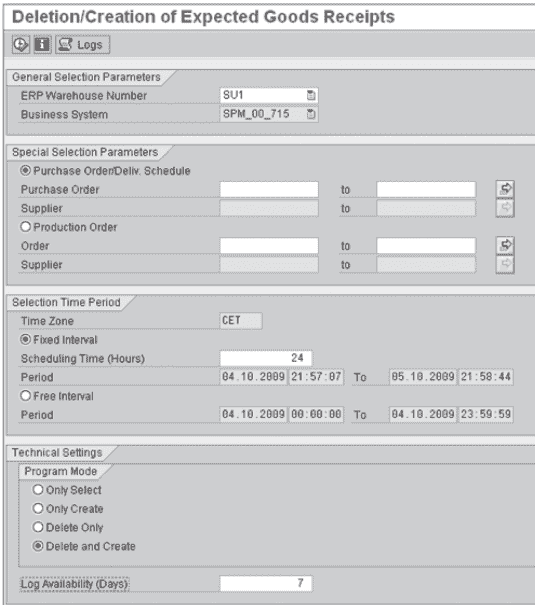 Deletion/Creation of Expected Goods Receipts
Logs
General Selection Parameters
ERP Warehouse Number SU1
Business System SPM_00_715
Special Selection Parameters
Purchase Order/Deliv. Schedule
Purchase Order to
Supplier to
Production Order
Order to
Supplier to
Selection Time Period
Time Zone CET
Fixed Interval
Scheduling Time (Hours) 24
Period 04.10.2009 21:57:07 To 05.10.2009 21:58:44
Free Interval
Period 04.10.2009 00:00:00 To 04.10.2009 23:59:59
Technical Settings
Program Mode
Only Select
Only Create
Delete Only
Delete and Create
Log Availability (Days) 7